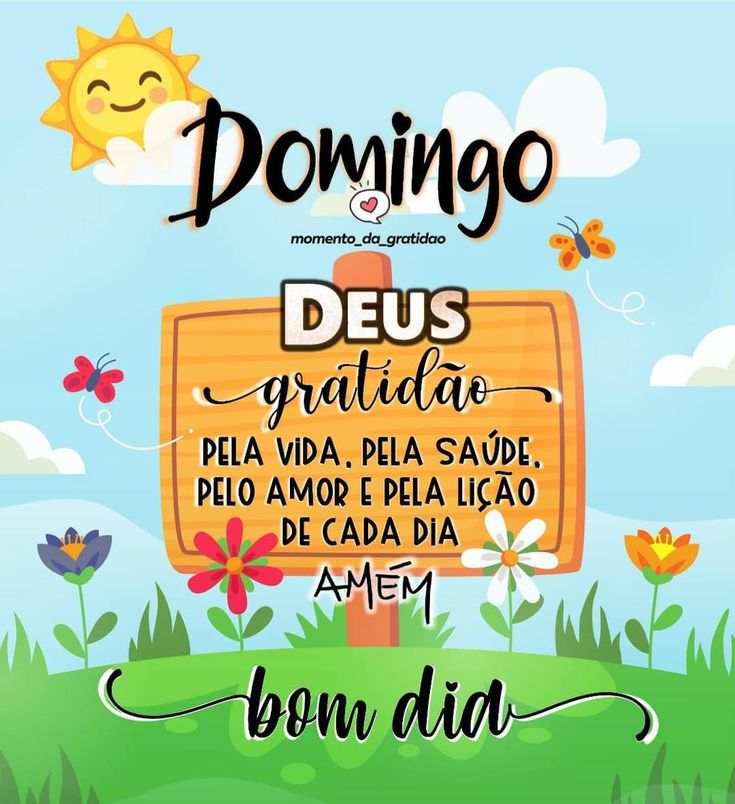 Domingo
momento_da_gratidao
DEUS
gratidão
PELA VIDA, PELA SAÚDE,
PELO AMOR E PELA LIÇÃO
DE CADA DIA
AMÉM
bom dia